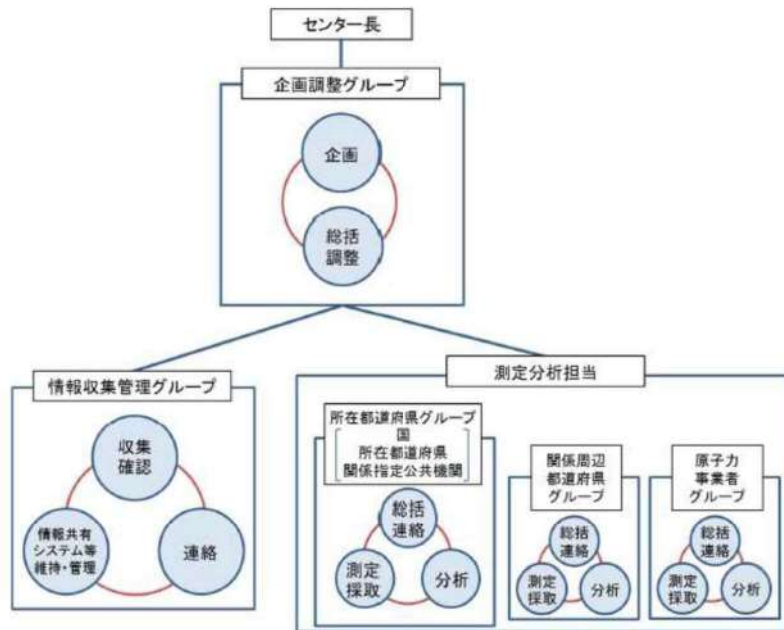 センター長
企画調整グループ
企画
総括
調整
情報収集管理グループ
収集
確認
情報共有
システム等
維持・管理
連絡
測定分析担当
所在都道府県グループ
国
所在都道府県
関係指定公共機関
総括
連絡
測定
採取
分析
関係周辺
都道府県
グループ
総括
連絡
測定
採取
分析
原子力
事業者
グループ
総括
連絡
測定
採取
分析